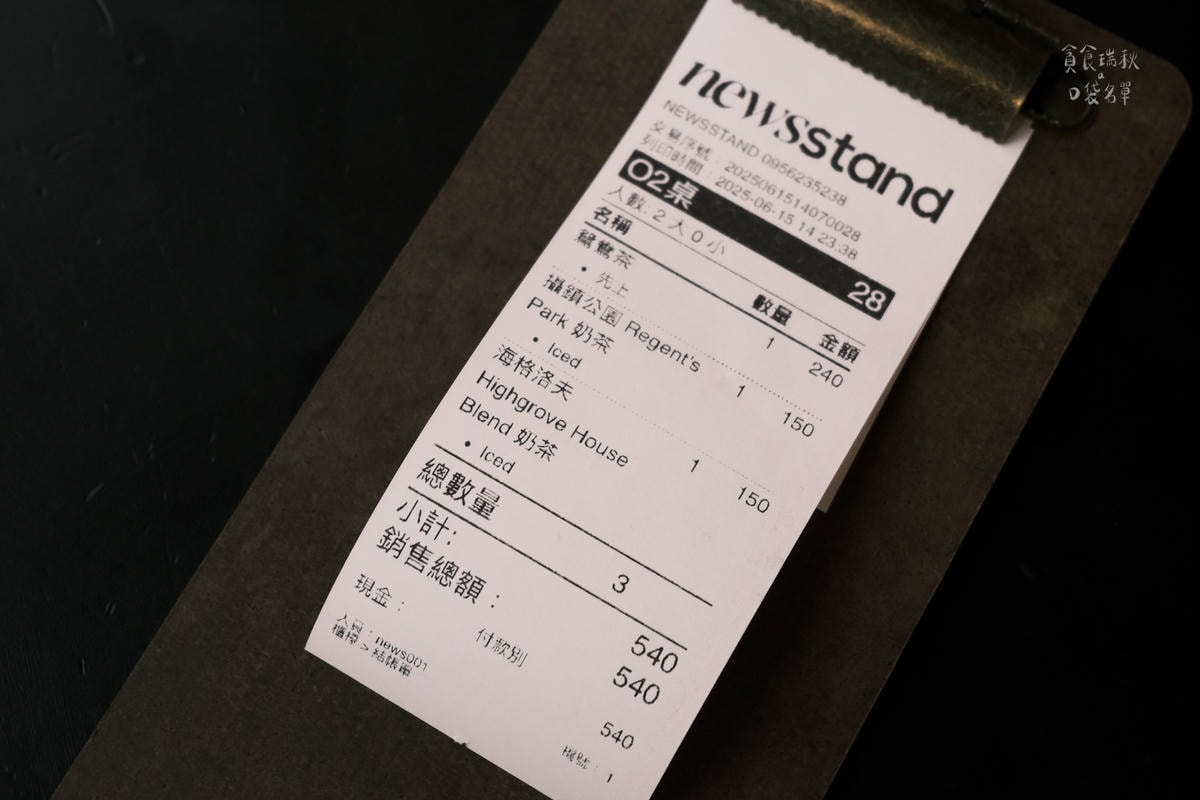 貪食瑞秋
a
口袋名單
newsstand
NEWSSTAND 0956235238
交易序號：2025061514070028
列印時間：2025-06-15 14:23:38
02桌 28
人數: 2 大 0 小
名稱 數量 金額
鴛鴦茶 1 240
• 先上
攝鎮公園 Regent's 1 150
Park 奶茶
• Iced
海格洛夫 1 150
Highgrove House
Blend 奶茶
• Iced
總數量 3
小計: 540
銷售總額： 540
付款別
現金： 540
人員：news001 機號：1
櫃檯 > 結帳單